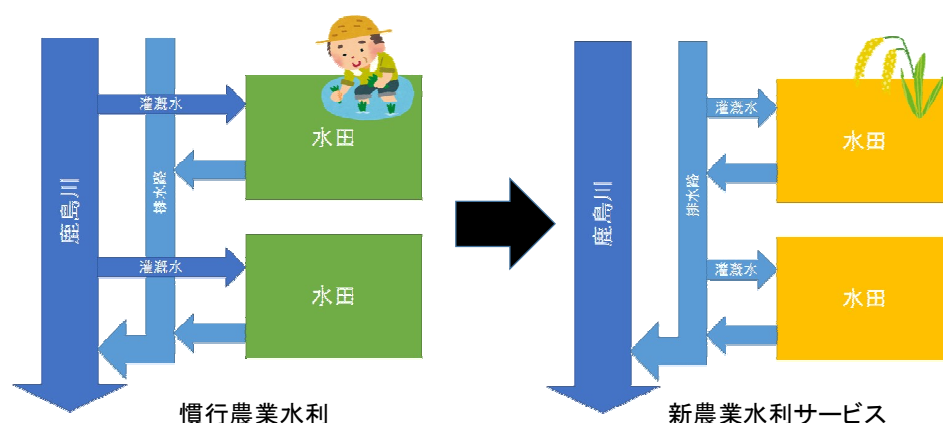 灌漑水
水田
鹿島川
排水路
灌漑水
水田
慣行農業水利
灌漑水
水田
鹿島川
排水路
灌漑水
水田
新農業水利サービス